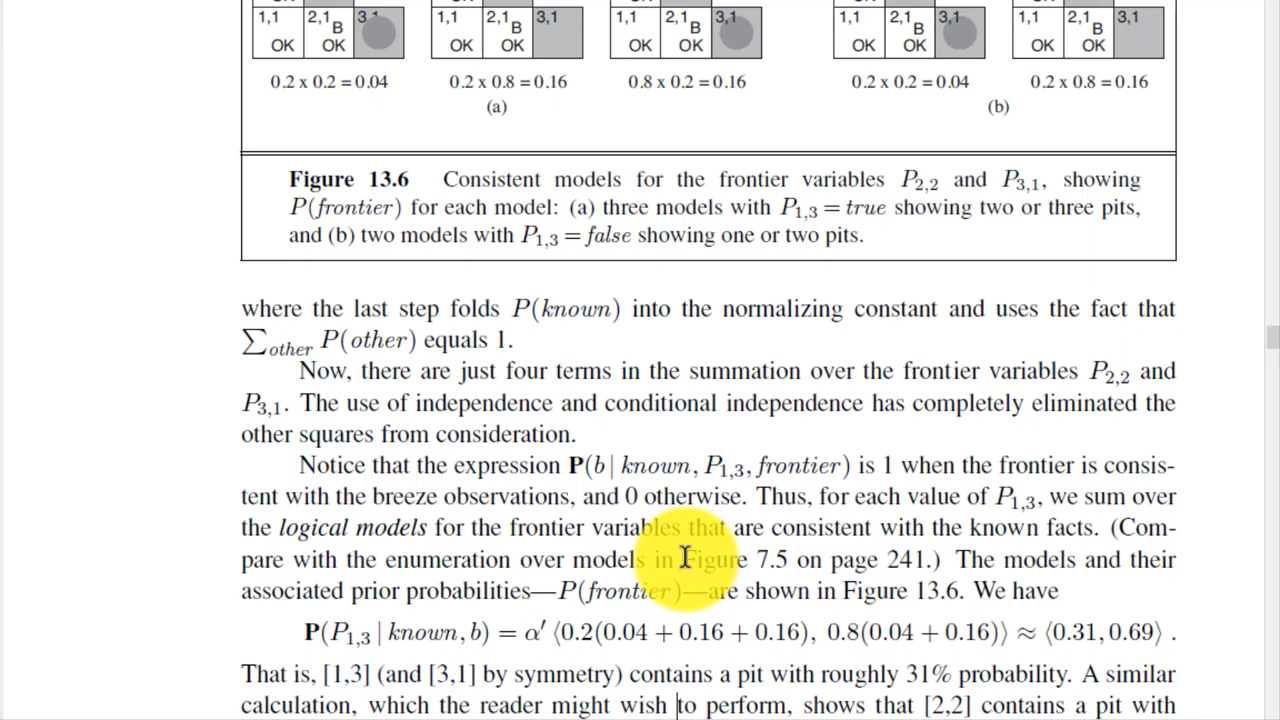 1,1 2,1 3,1 1,1 2,1 3,1 1,1 2,1 3,1 1,1 2,1 3,1 1,1 2,1 3,1
B B B B B
OK OK OK OK OK OK OK OK OK OK
0.2 x 0.2 = 0.04 0.2 x 0.8 = 0.16 0.8 x 0.2 = 0.16 0.2 x 0.2 = 0.04 0.2 x 0.8 = 0.16
(a) (b)
Figure 13.6 Consistent models for the frontier variables P2,2 and P3,1, showing
P(frontier) for each model: (a) three models with P1,3 = true showing two or three pits,
and (b) two models with P1,3 = false showing one or two pits.
where the last step folds P(known) into the normalizing constant and uses the fact that
∑other P(other) equals 1.
Now, there are just four terms in the summation over the frontier variables P2,2 and
P3,1. The use of independence and conditional independence has completely eliminated the
other squares from consideration.
Notice that the expression P(b | known, P1,3, frontier) is 1 when the frontier is consis-
tent with the breeze observations, and 0 otherwise. Thus, for each value of P1,3, we sum over
the logical models for the frontier variables that are consistent with the known facts. (Com-
pare with the enumeration over models in Figure 7.5 on page 241.) The models and their
associated prior probabilities—P(frontier)—are shown in Figure 13.6. We have
P(P1,3 | known, b) = α′ ⟨0.2(0.04 + 0.16 + 0.16), 0.8(0.04 + 0.16)⟩ ≈ ⟨0.31, 0.69⟩ .
That is, [1,3] (and [3,1] by symmetry) contains a pit with roughly 31% probability. A similar
calculation, which the reader might wish to perform, shows that [2,2] contains a pit with